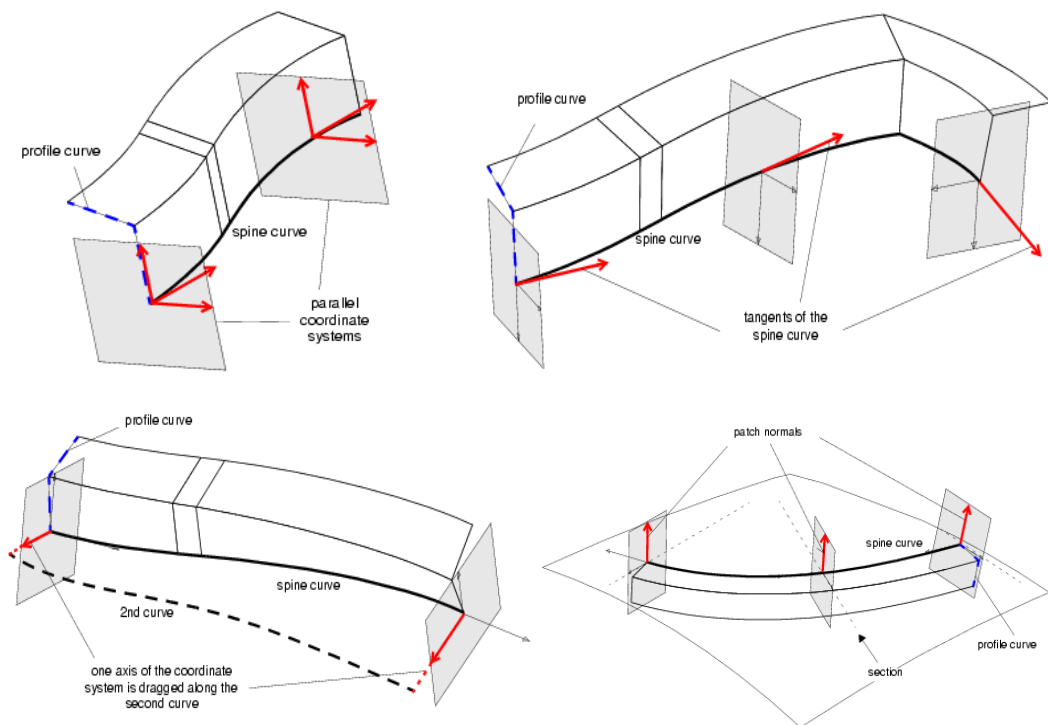 profile curve
spine curve
parallel
coordinate
systems
profile curve
spine curve
tangents of the
spine curve
profile curve
spine curve
2nd curve
one axis of the coordinate
system is dragged along the
second curve
patch normals
spine curve
profile curve
section